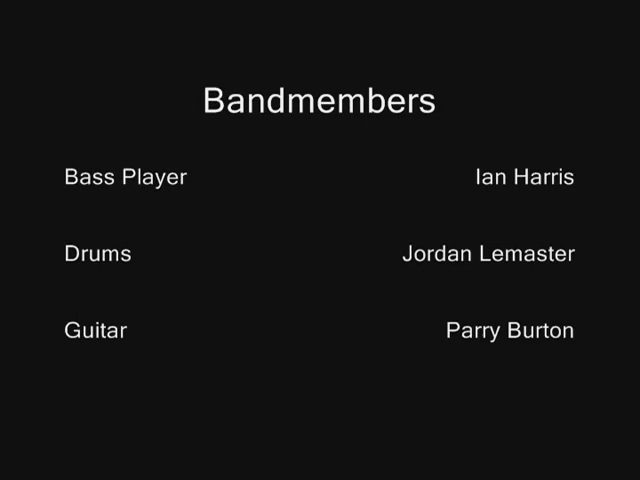 Bandmembers
Bass Player Ian Harris
Drums Jordan Lemaster
Guitar Parry Burton